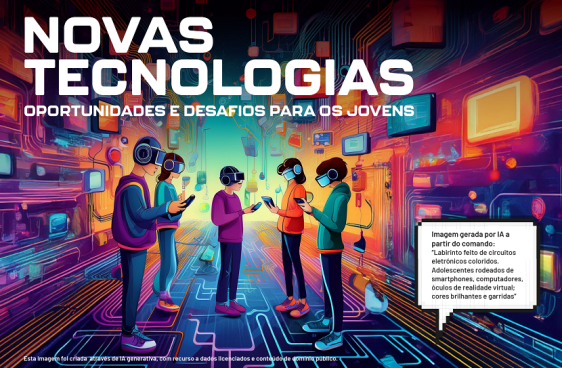 NOVAS
TECNOLOGIAS
OPORTUNIDADES E DESAFIOS PARA OS JOVENS
Imagem gerada por IA a
partir do comando:
"Labirinto feito de circuitos
eletrónicos coloridos.
Adolescentes rodeados de
smartphones, computadores,
óculos de realidade virtual;
cores brilhantes e garridas"
Esta imagem foi criada através de IA generativa, com recurso a dados licenciados e conteúdo de domínio público.